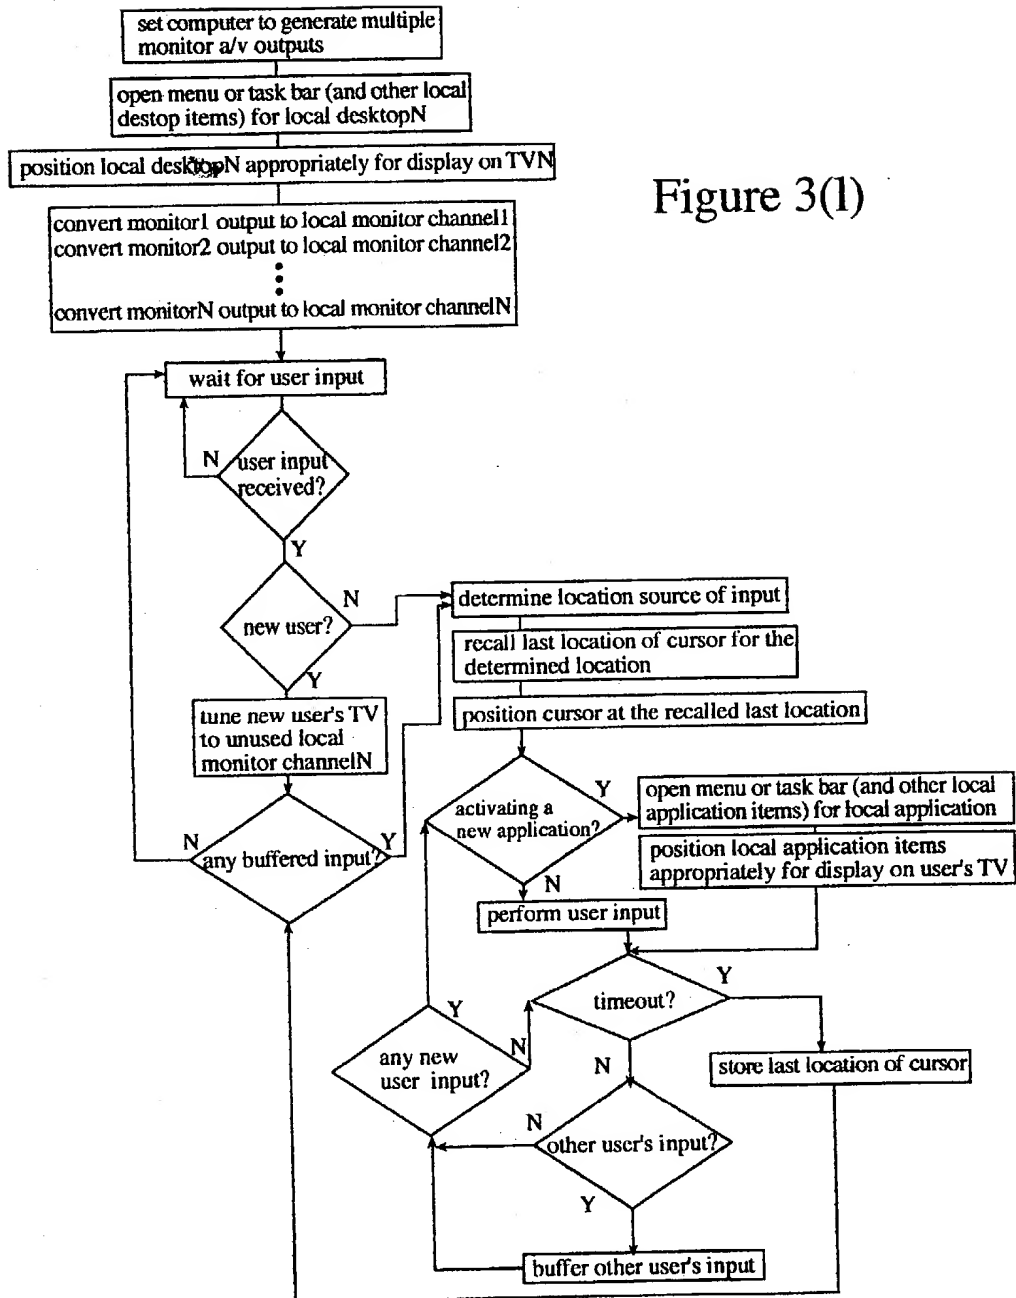 set computer to generate multiple
monitor a/v outputs
open menu or task bar (and other local
destop items) for local desktopN
position local desktopN appropriately for display on TVN
Figure 3(l)
convert monitor1 output to local monitor channel1
convert monitor2 output to local monitor channel2
convert monitorN output to local monitor channelN
wait for user input
N
user input
received?
Y
new user?
N
Y
determine location source of input
recall last location of cursor for the
determined location
position cursor at the recalled last location
tune new user's TV
to unused local
monitor channelN
N
any buffered input?
Y
activating a
new application?
Y
N
open menu or task bar (and other local
application items) for local application
position local application items
appropriately for display on user's TV
perform user input
timeout?
Y
N
any new
user input?
Y
N
store last location of cursor
other user's input?
N
Y
buffer other user's input